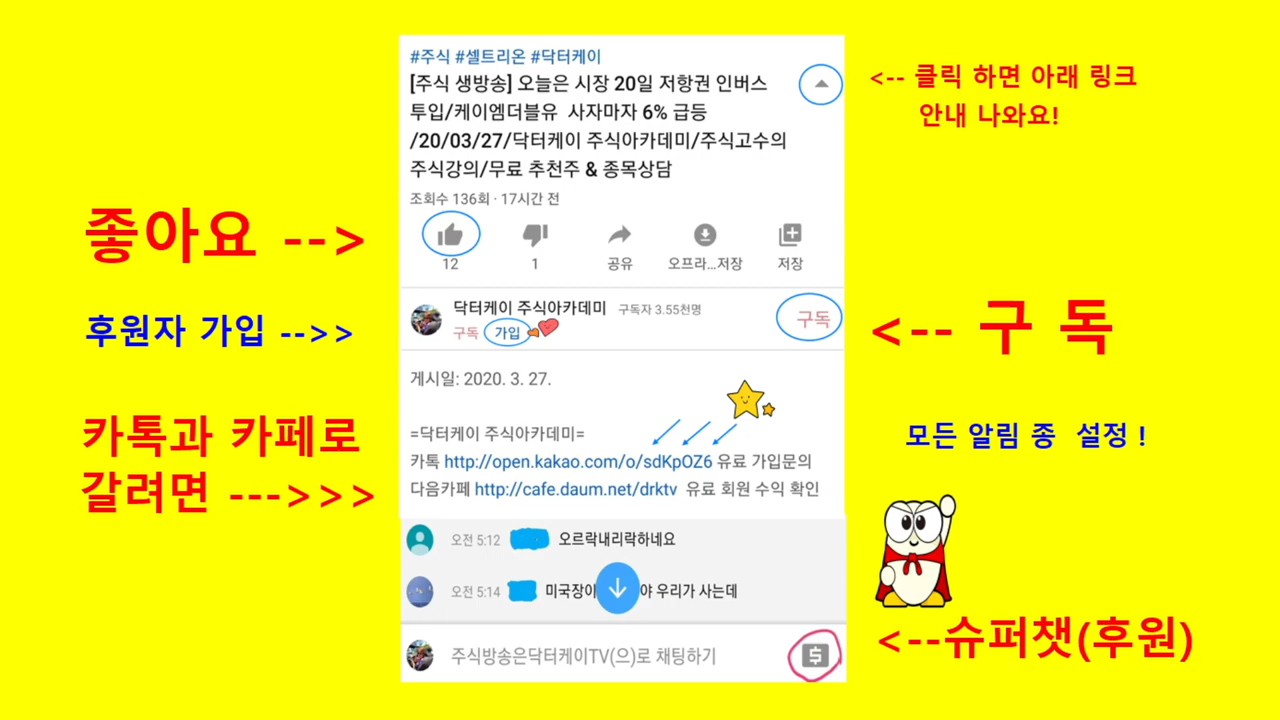 #주식 #셀트리온 #닥터케이
[주식 생방송] 오늘은 시장 20일 저항권 인버스
투입/케이엠더블유 사자마자 6% 급등
/20/03/27/닥터케이 주식아카데미/주식고수의
주식강의/무료 추천주 & 종목상담
조회수 136회 · 17시간 전
<-- 클릭 하면 아래 링크
안내 나와요!
좋아요 -->
12
1
공유
오프라...저장
저장
후원자 가입 -->>
닥터케이 주식아카데미 구독자 3.55천명
구독 가입
구독
<-- 구 독
게시일: 2020. 3. 27.
카톡과 카페로
갈려면 --->>>
=닥터케이 주식아카데미=
카톡 http://open.kakao.com/o/sdKpOZ6 유료 가입문의
다음카페 http://cafe.daum.net/drktv 유료 회원 수익 확인
모든 알림 종 설정 !
오전 5:12 오르락내리락하네요
오전 5:14 미국장이 야 우리가 사는데
주식방송은닥터케이TV(으)로 채팅하기
$
<--슈퍼챗(후원)